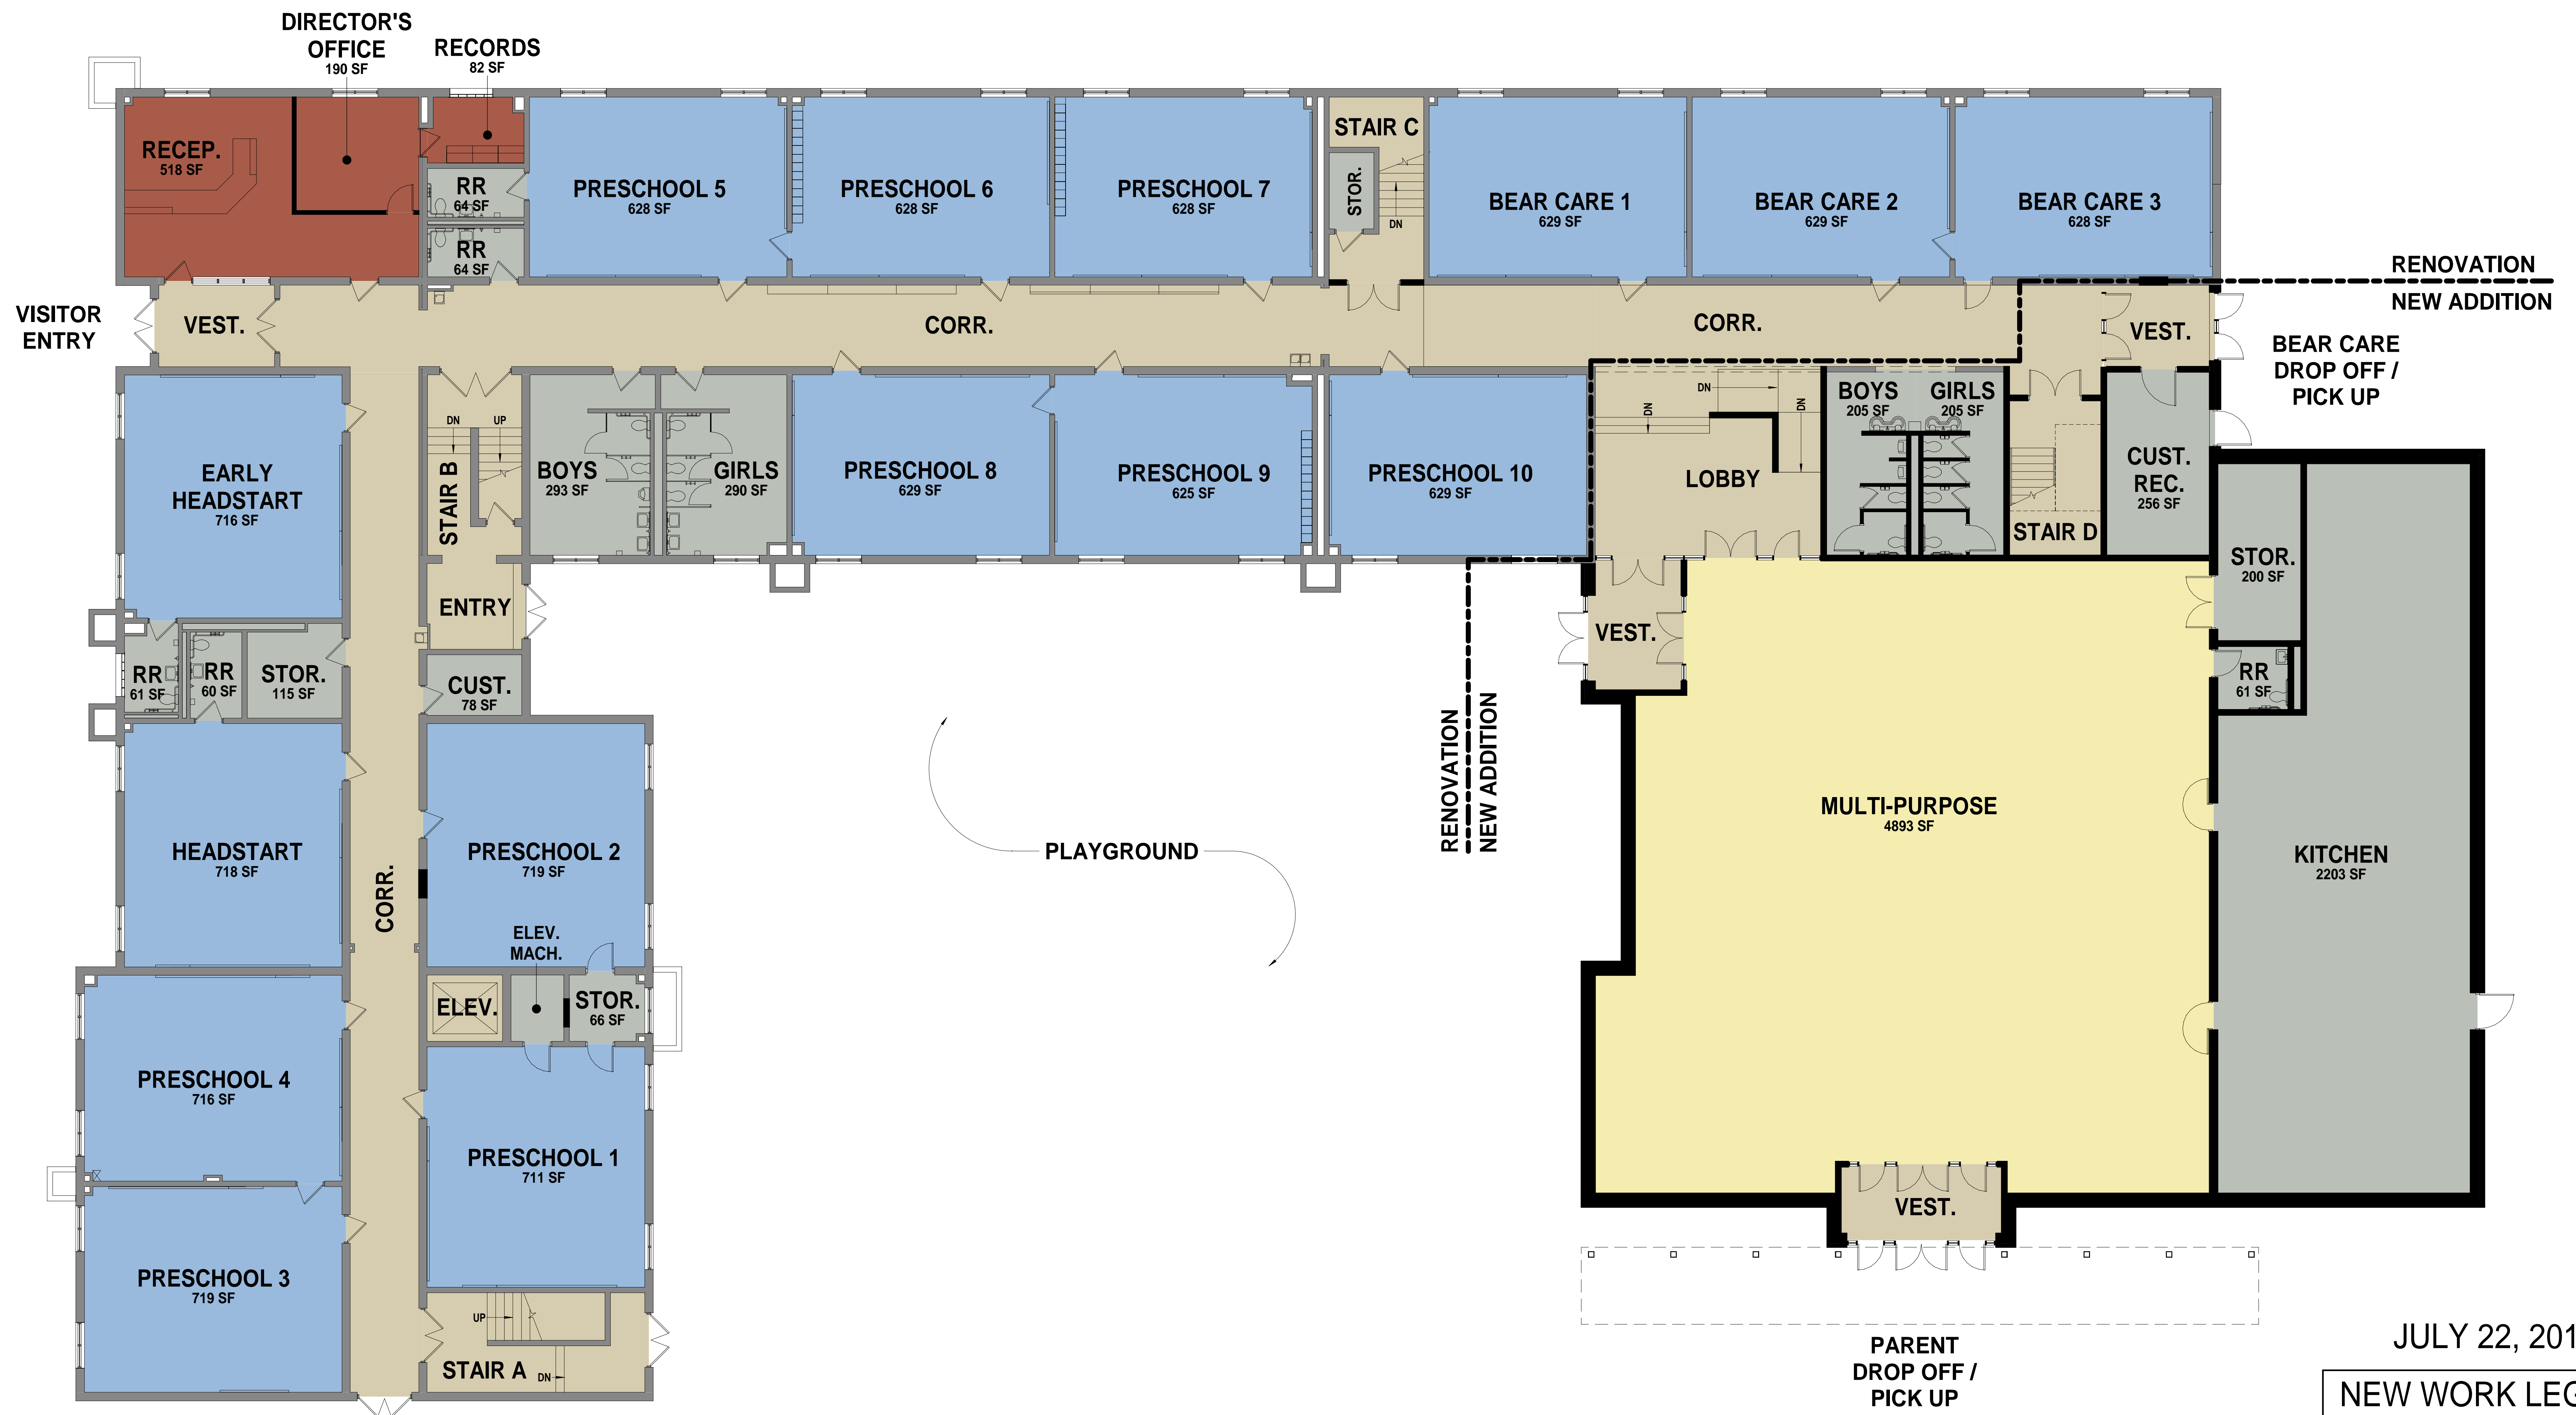 DIRECTOR'S
OFFICE
190 SF
RECORDS
82 SF
RECEP.
518 SF
RR
64 SF
RR
64 SF
PRESCHOOL 5
628 SF
PRESCHOOL 6
628 SF
PRESCHOOL 7
628 SF
STAIR C
STOR.
DN
BEAR CARE 1
629 SF
BEAR CARE 2
629 SF
BEAR CARE 3
628 SF
RENOVATION
NEW ADDITION
VISITOR
ENTRY
VEST.
CORR.
CORR.
VEST.
BEAR CARE
DROP OFF /
PICK UP
EARLY
HEADSTART
716 SF
DN
UP
STAIR B
BOYS
293 SF
GIRLS
290 SF
PRESCHOOL 8
629 SF
PRESCHOOL 9
625 SF
PRESCHOOL 10
629 SF
DN
DN
DN
LOBBY
BOYS
205 SF
GIRLS
205 SF
STAIR D
CUST.
REC.
256 SF
STOR.
200 SF
ENTRY
VEST.
RR
61 SF
RR
60 SF
STOR.
115 SF
CUST.
78 SF
RR
61 SF
RENOVATION
NEW ADDITION
HEADSTART
718 SF
CORR.
PRESCHOOL 2
719 SF
PLAYGROUND
MULTI-PURPOSE
4893 SF
KITCHEN
2203 SF
ELEV.
MACH.
ELEV.
STOR.
66 SF
PRESCHOOL 4
716 SF
PRESCHOOL 1
711 SF
PRESCHOOL 3
719 SF
VEST.
UP
STAIR A
DN
PARENT
DROP OFF /
PICK UP
JULY 22, 201
NEW WORK LEG